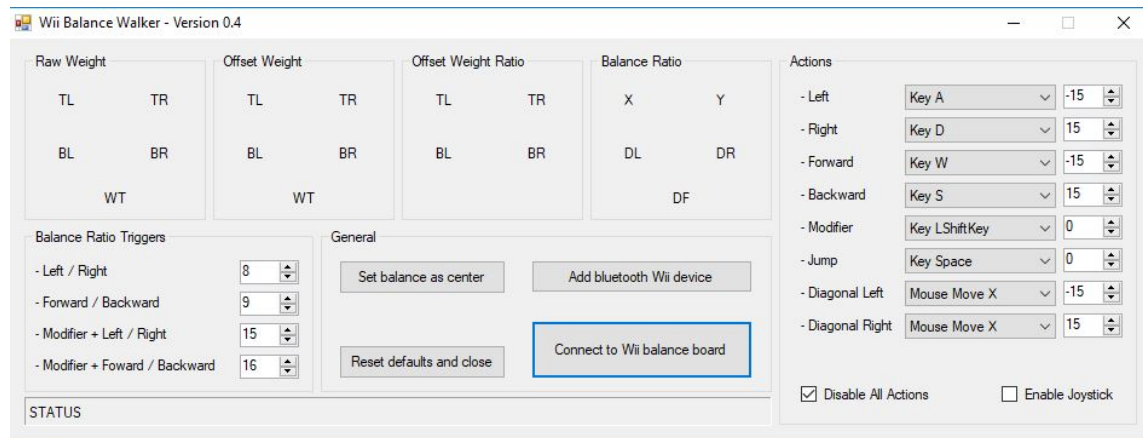 Wii Balance Walker - Version 0.4
Raw Weight
TL TR
BL BR
WT
Offset Weight
TL TR
BL BR
WT
Offset Weight Ratio
TL TR
BL BR
Balance Ratio
X Y
DL DR
DF
Actions
- Left Key A -15
- Right Key D 15
- Forward Key W -15
- Backward Key S 15
- Modifier Key LShiftKey 0
- Jump Key Space 0
- Diagonal Left Mouse Move X -15
- Diagonal Right Mouse Move X 15
Disable All Actions Enable Joystick
Balance Ratio Triggers
- Left / Right 8
- Forward / Backward 9
- Modifier + Left / Right 15
- Modifier + Foward / Backward 16
General
Set balance as center Add bluetooth Wii device
Reset defaults and close Connect to Wii balance board
STATUS